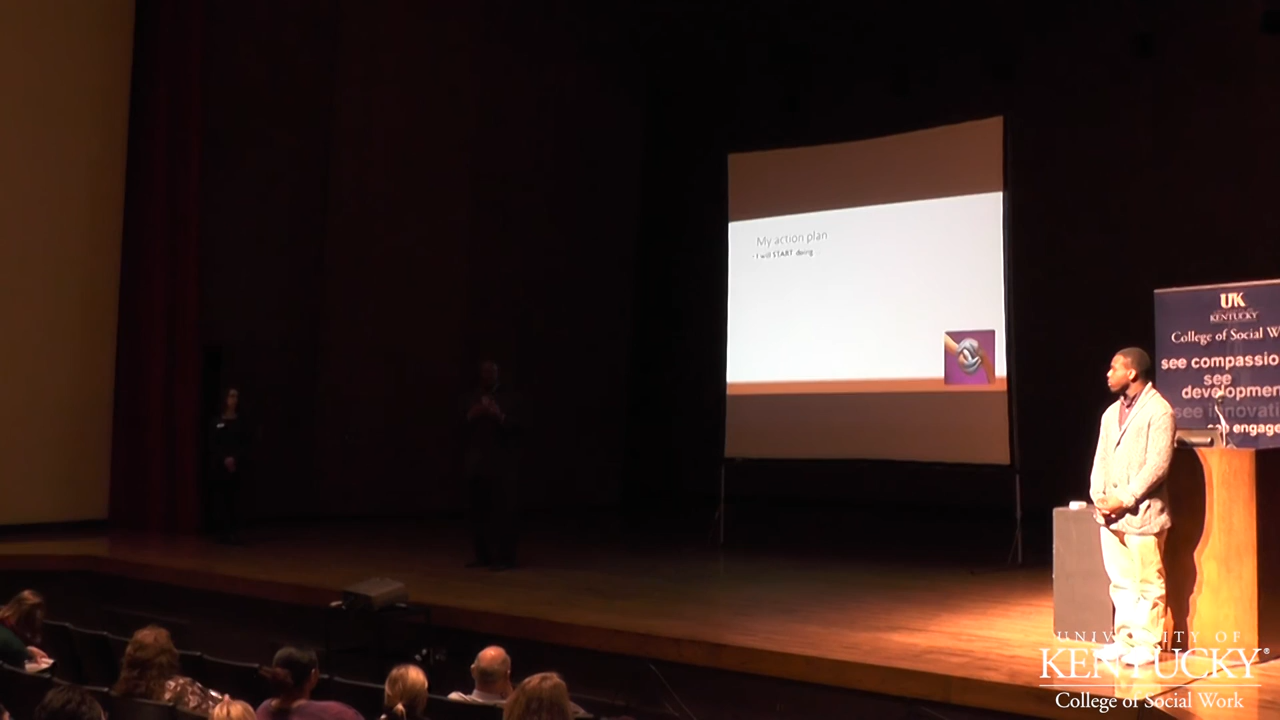 My action plan
- I will START doing ...
UK
KENTUCKY
College of Social W
see compassio
see
developmen
see innovati
see engage
UNIVERSITY OF
KENTUCKY®
College of Social Work